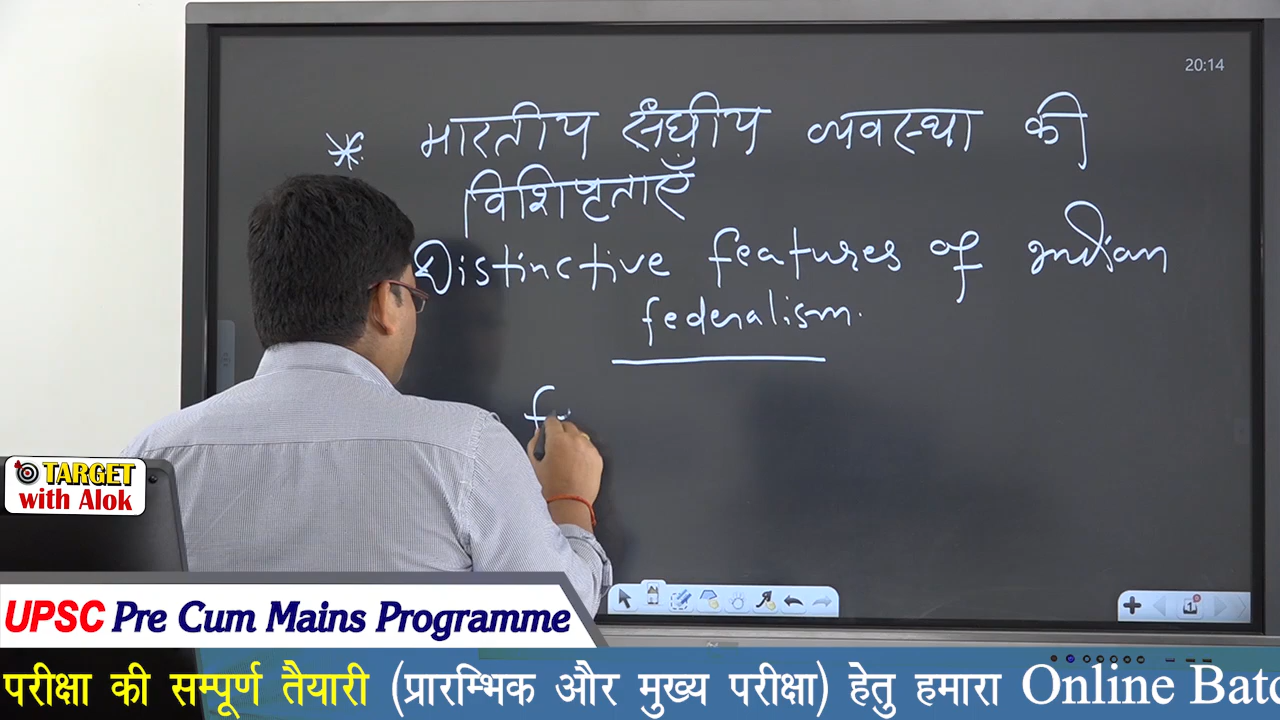 20:14
* भारतीय संघीय व्यवस्था की
विशिष्टताएँ
Distinctive features of Indian
federalism.
TARGET
with Alok
UPSC Pre Cum Mains Programme
परीक्षा की सम्पूर्ण तैयारी (प्रारम्भिक और मुख्य परीक्षा) हेतु हमारा Online Batc